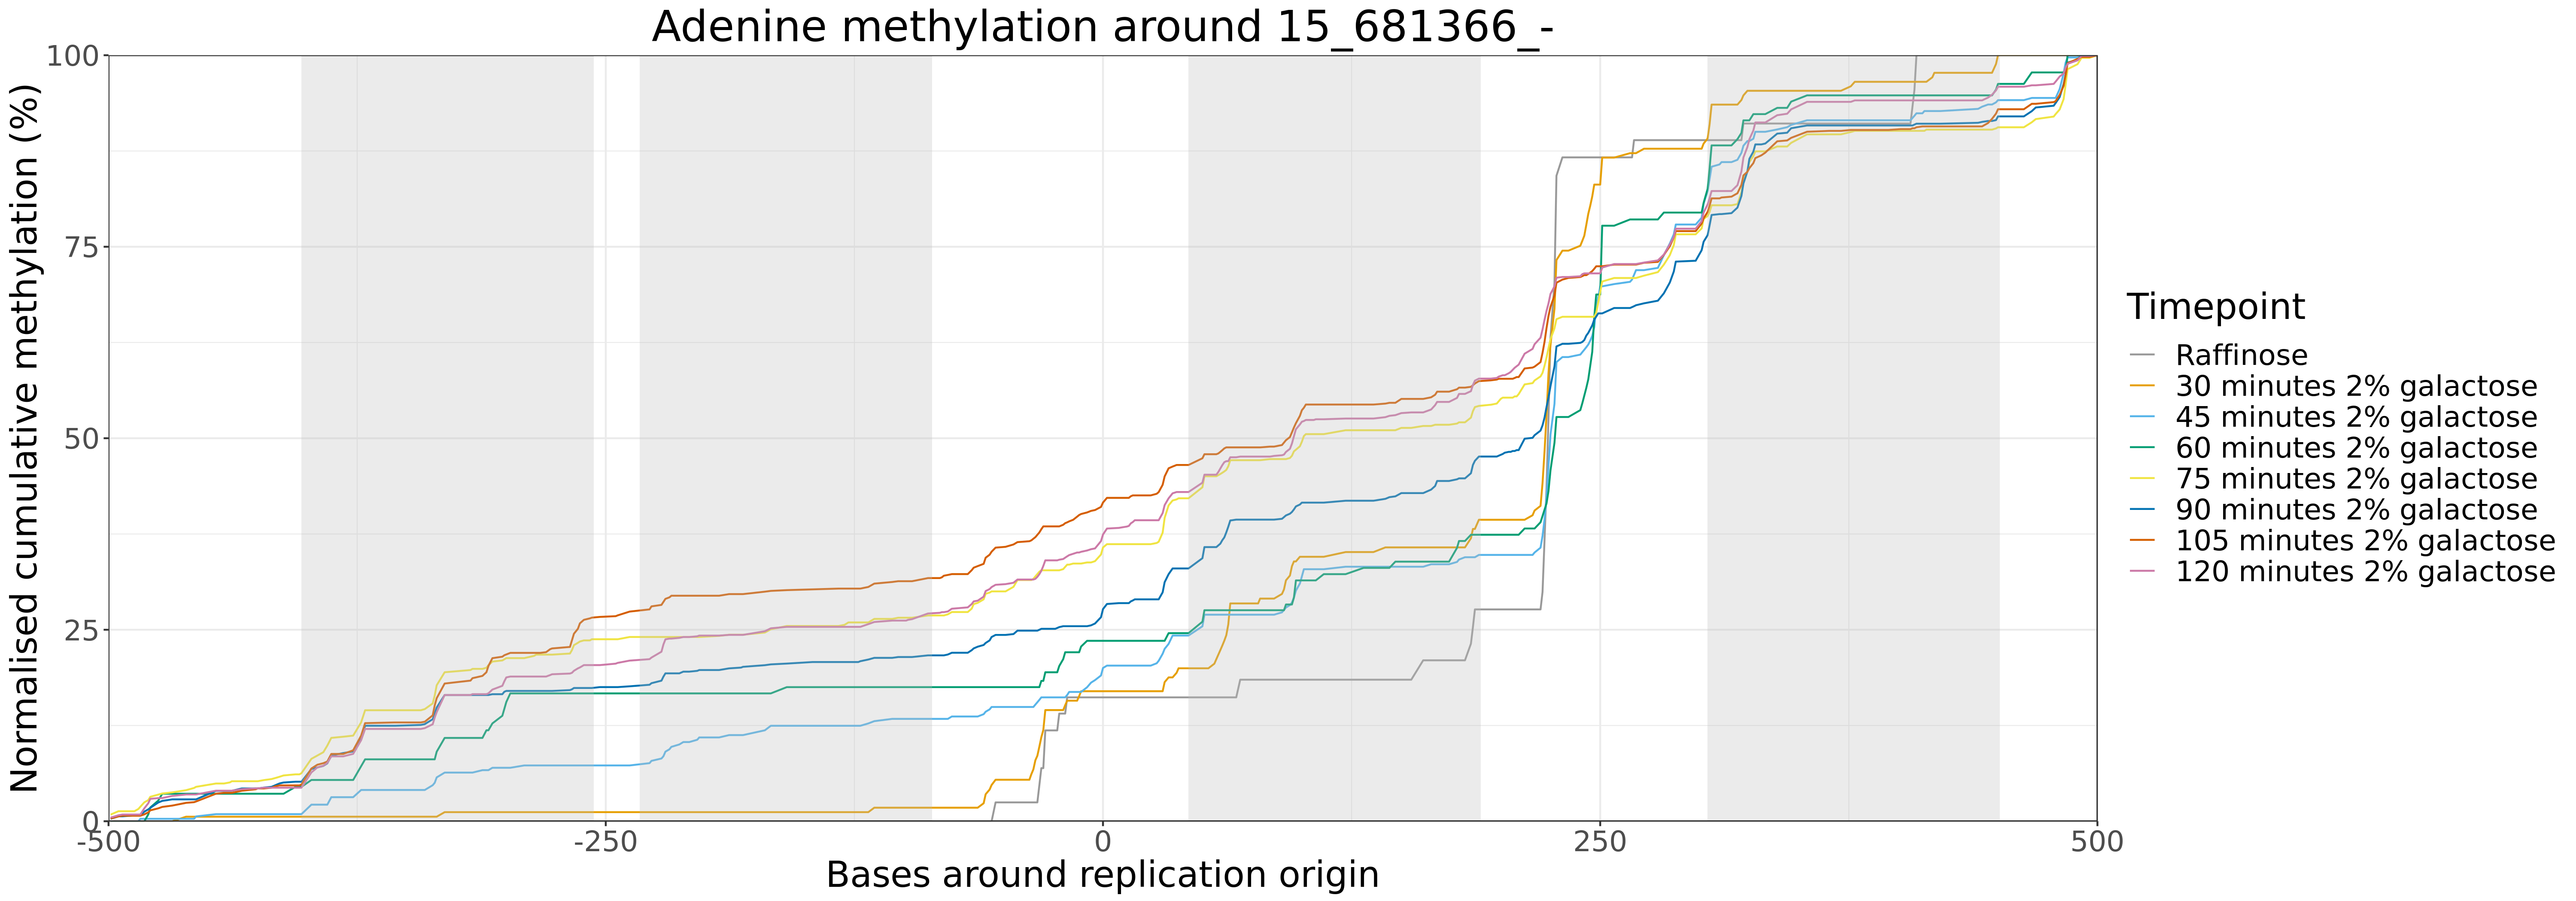 Adenine methylation around 15_681366_-
Normalised cumulative methylation (%)
100
75
50
25
0
-500
-250
0
250
500
Bases around replication origin
Timepoint
Raffinose
30 minutes 2% galactose
45 minutes 2% galactose
60 minutes 2% galactose
75 minutes 2% galactose
90 minutes 2% galactose
105 minutes 2% galactose
120 minutes 2% galactose